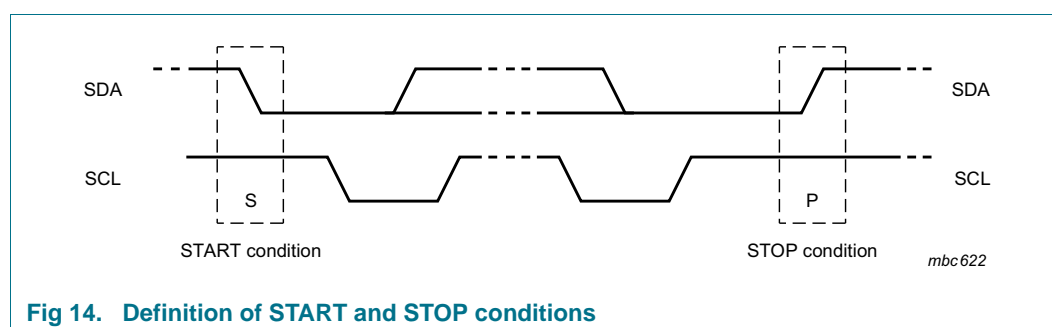 SDA SDA
SCL SCL
S P
START condition STOP condition
mbc622
Fig 14. Definition of START and STOP conditions